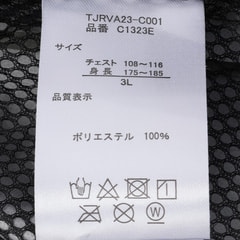 TJRVA23-C001
品番 C1323E
サイズ
チェスト 108～116
身長 175～185
3L
品質表示
ポリエステル 100%
W